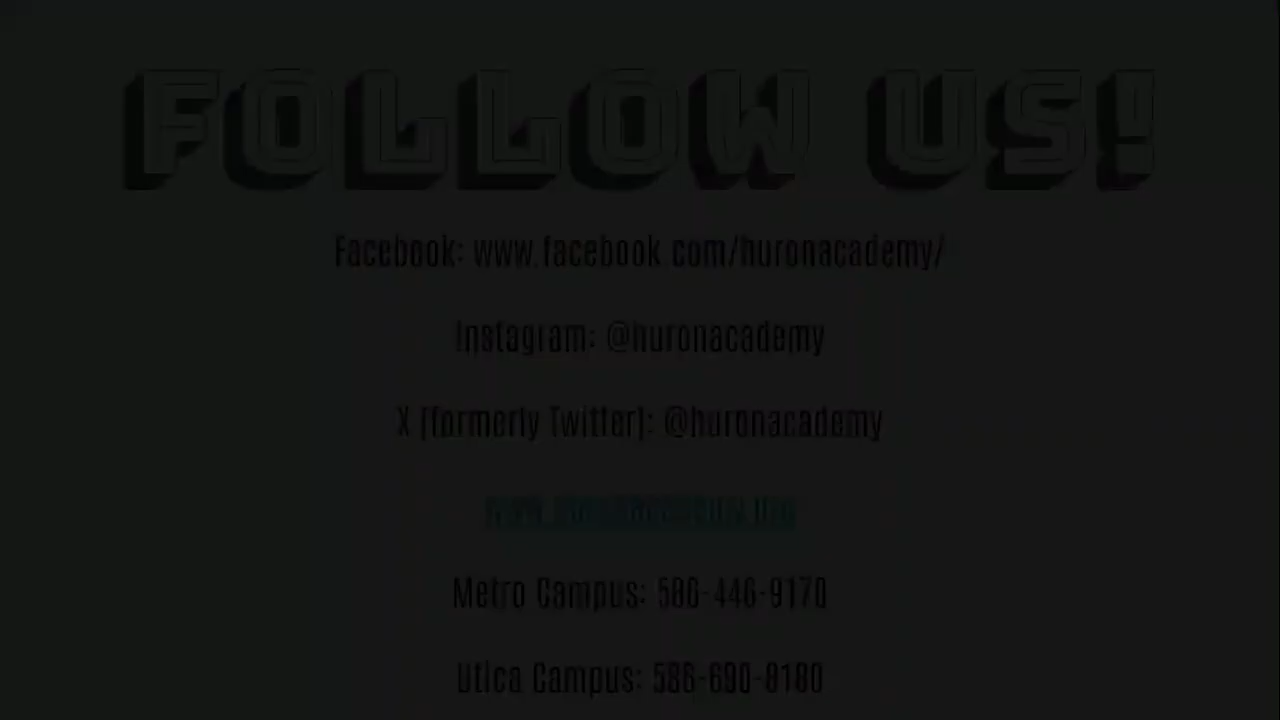 FOLLOW US!
Facebook: www.facebook.com/huronacademy/
Instagram: @huronacademy
X (formerly Twitter): @huronacademy
Metro Campus: 586-446-9170
Utica Campus: 586-690-8180